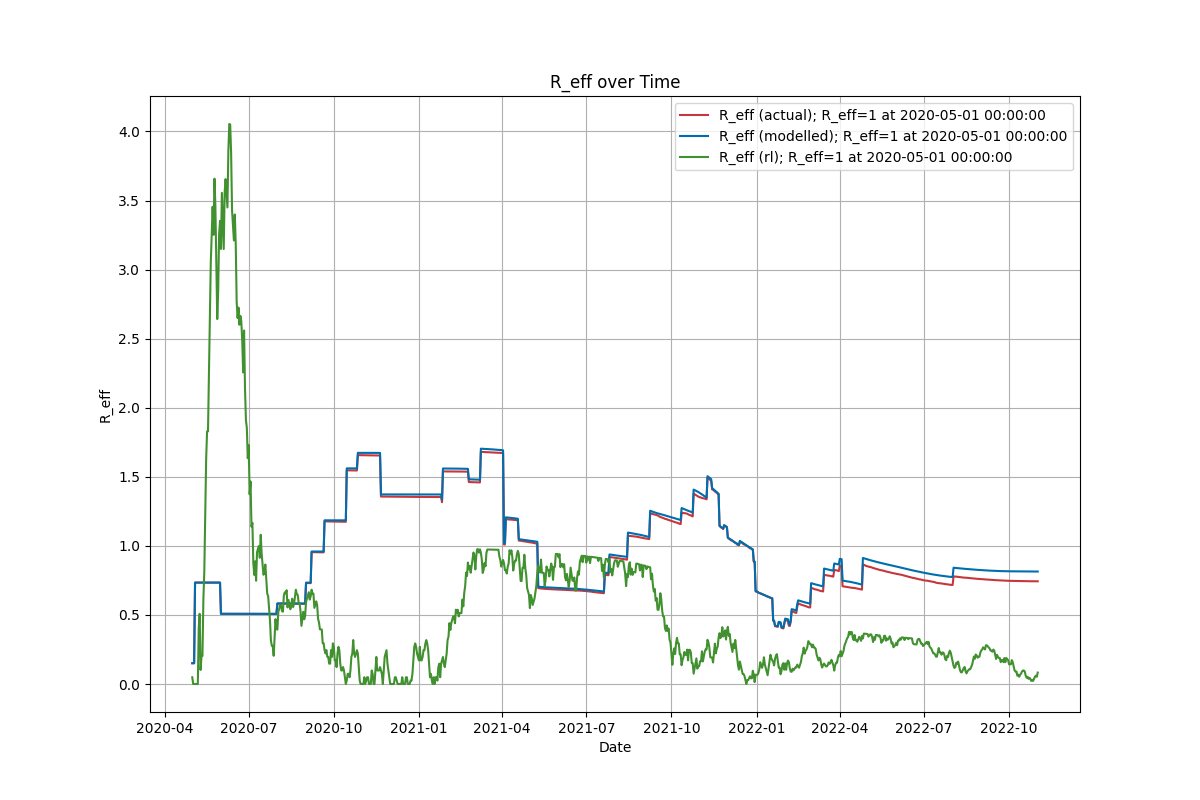 R_eff over Time
R_eff (actual); R_eff=1 at 2020-05-01 00:00:00
R_eff (modelled); R_eff=1 at 2020-05-01 00:00:00
R_eff (rl); R_eff=1 at 2020-05-01 00:00:00
4.0
3.5
3.0
2.5
2.0
1.5
1.0
0.5
0.0
R_eff
2020-04 2020-07 2020-10 2021-01 2021-04 2021-07 2021-10 2022-01 2022-04 2022-07 2022-10
Date